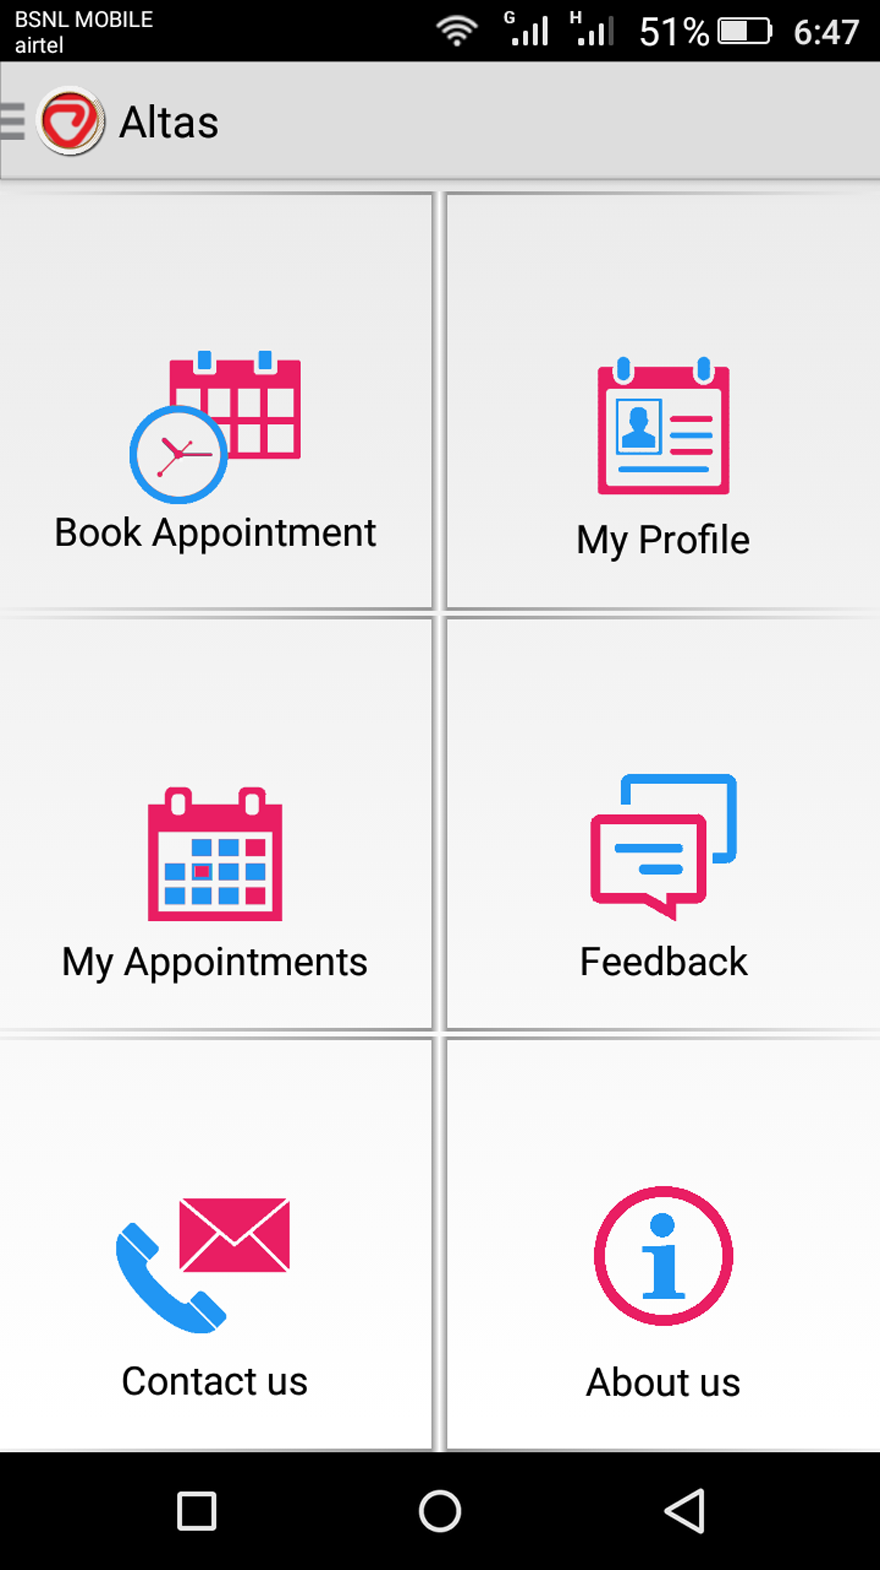 BSNL MOBILE
airtel
G H 51% 6:47
Altas
Book Appointment
My Profile
My Appointments
Feedback
Contact us
About us